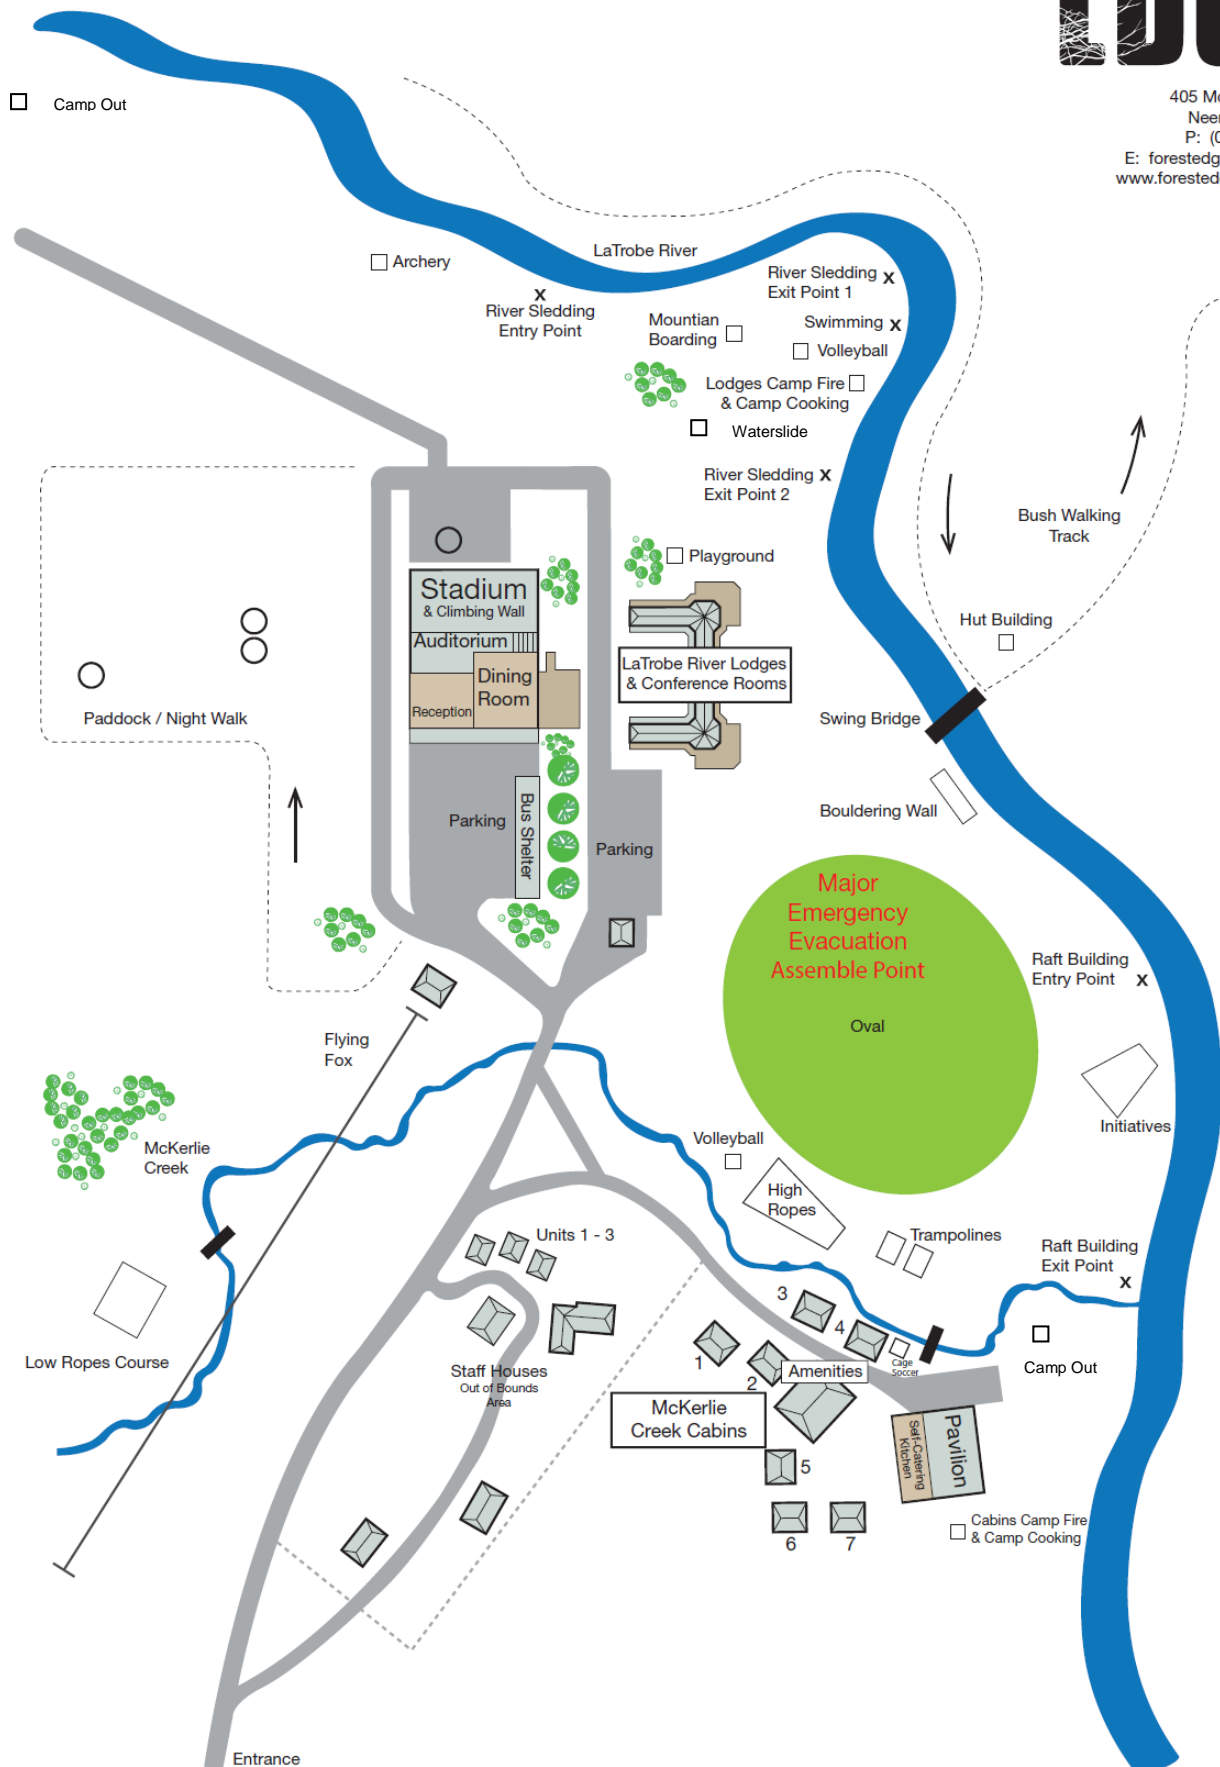 405 Mc
Neer
P: (0
E: forestedg
www.forested
Camp Out
LaTrobe River
Archery
River Sledding
Entry Point
River Sledding
Exit Point 1
X
X
Swimming
X
Mountian
Boarding
Volleyball
Lodges Camp Fire
& Camp Cooking
Waterslide
River Sledding
Exit Point 2
X
Bush Walking
Track
Playground
Stadium
& Climbing Wall
Auditorium
Dining
Room
Reception
LaTrobe River Lodges
& Conference Rooms
Hut Building
Paddock / Night Walk
Swing Bridge
Bouldering Wall
Parking
Bus Shelter
Parking
Major
Emergency
Evacuation
Assemble Point
Oval
Raft Building
Entry Point
X
Flying
Fox
Initiatives
McKerlie
Creek
Volleyball
High
Ropes
Trampolines
Units 1 - 3
Raft Building
Exit Point
X
3
4
Cage
Soccer
1
2
Amenities
Camp Out
Low Ropes Course
Staff Houses
Out of Bounds
Area
McKerlie
Creek Cabins
Pavilion
Self-Catering
Kitchen
5
6
7
Cabins Camp Fire
& Camp Cooking
Entrance